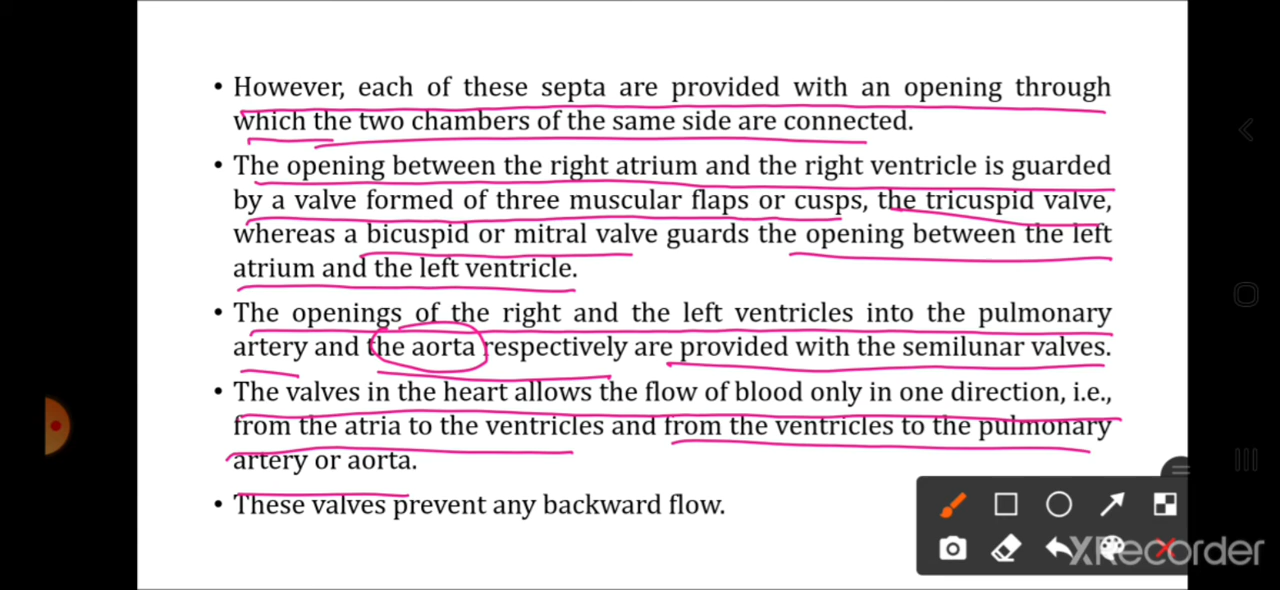 • However, each of these septa are provided with an opening through
which the two chambers of the same side are connected.
• The opening between the right atrium and the right ventricle is guarded
by a valve formed of three muscular flaps or cusps, the tricuspid valve,
whereas a bicuspid or mitral valve guards the opening between the left
atrium and the left ventricle.
• The openings of the right and the left ventricles into the pulmonary
artery and the aorta respectively are provided with the semilunar valves.
• The valves in the heart allows the flow of blood only in one direction, i.e.,
from the atria to the ventricles and from the ventricles to the pulmonary
artery or aorta.
• These valves prevent any backward flow.
XRecorder